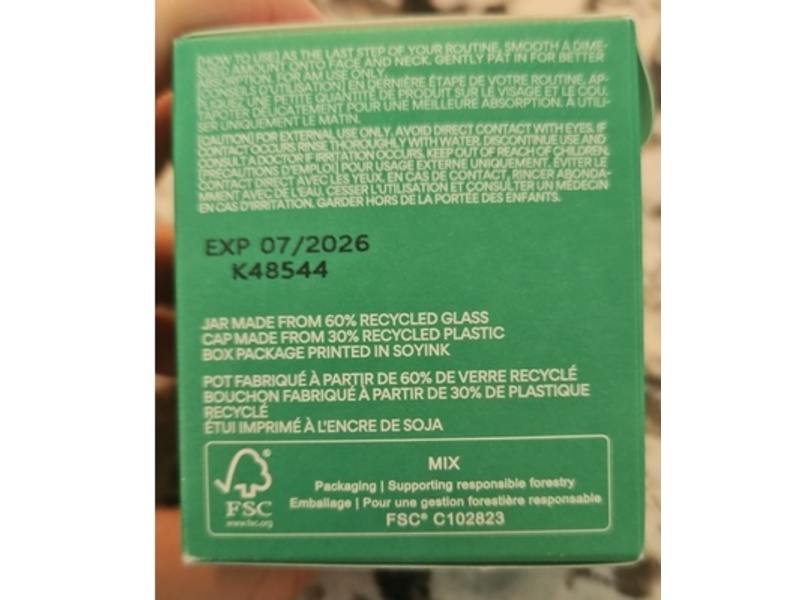 [HOW TO USE] AS THE LAST STEP OF YOUR ROUTINE, SMOOTH A DIME-
SIZED AMOUNT ONTO FACE AND NECK. GENTLY PAT IN FOR BETTER
ABSORPTION. FOR AM USE ONLY.
[CONSEILS D'UTILISATION] EN DERNIÈRE ÉTAPE DE VOTRE ROUTINE, AP-
PLIQUEZ UNE PETITE QUANTITÉ DE PRODUIT SUR LE VISAGE ET LE COU.
TAPOTER DÉLICATEMENT POUR UNE MEILLEURE ABSORPTION. À UTILI-
SER UNIQUEMENT LE MATIN.
[CAUTION] FOR EXTERNAL USE ONLY, AVOID DIRECT CONTACT WITH EYES. IF
CONTACT OCCURS RINSE THOROUGHLY WITH WATER. DISCONTINUE USE AND
CONSULT A DOCTOR IF IRRITATION OCCURS. KEEP OUT OF REACH OF CHILDREN.
[PRÉCAUTIONS D'EMPLOI] POUR USAGE EXTERNE UNIQUEMENT. ÉVITER LE
CONTACT DIRECT AVEC LES YEUX. EN CAS DE CONTACT, RINCER ABONDA-
MMENT AVEC DE L'EAU. CESSER L'UTILISATION ET CONSULTER UN MÉDECIN
EN CAS D'IRRITATION. GARDER HORS DE LA PORTÉE DES ENFANTS.
EXP 07/2026
K48544
JAR MADE FROM 60% RECYCLED GLASS
CAP MADE FROM 30% RECYCLED PLASTIC
BOX PACKAGE PRINTED IN SOYINK
POT FABRIQUÉ À PARTIR DE 60% DE VERRE RECYCLÉ
BOUCHON FABRIQUÉ À PARTIR DE 30% DE PLASTIQUE
RECYCLÉ
ÉTUI IMPRIMÉ À L'ENCRE DE SOJA
FSC
www.fsc.org
MIX
Packaging | Supporting responsible forestry
Emballage | Pour une gestion forestière responsable
FSC® C102823